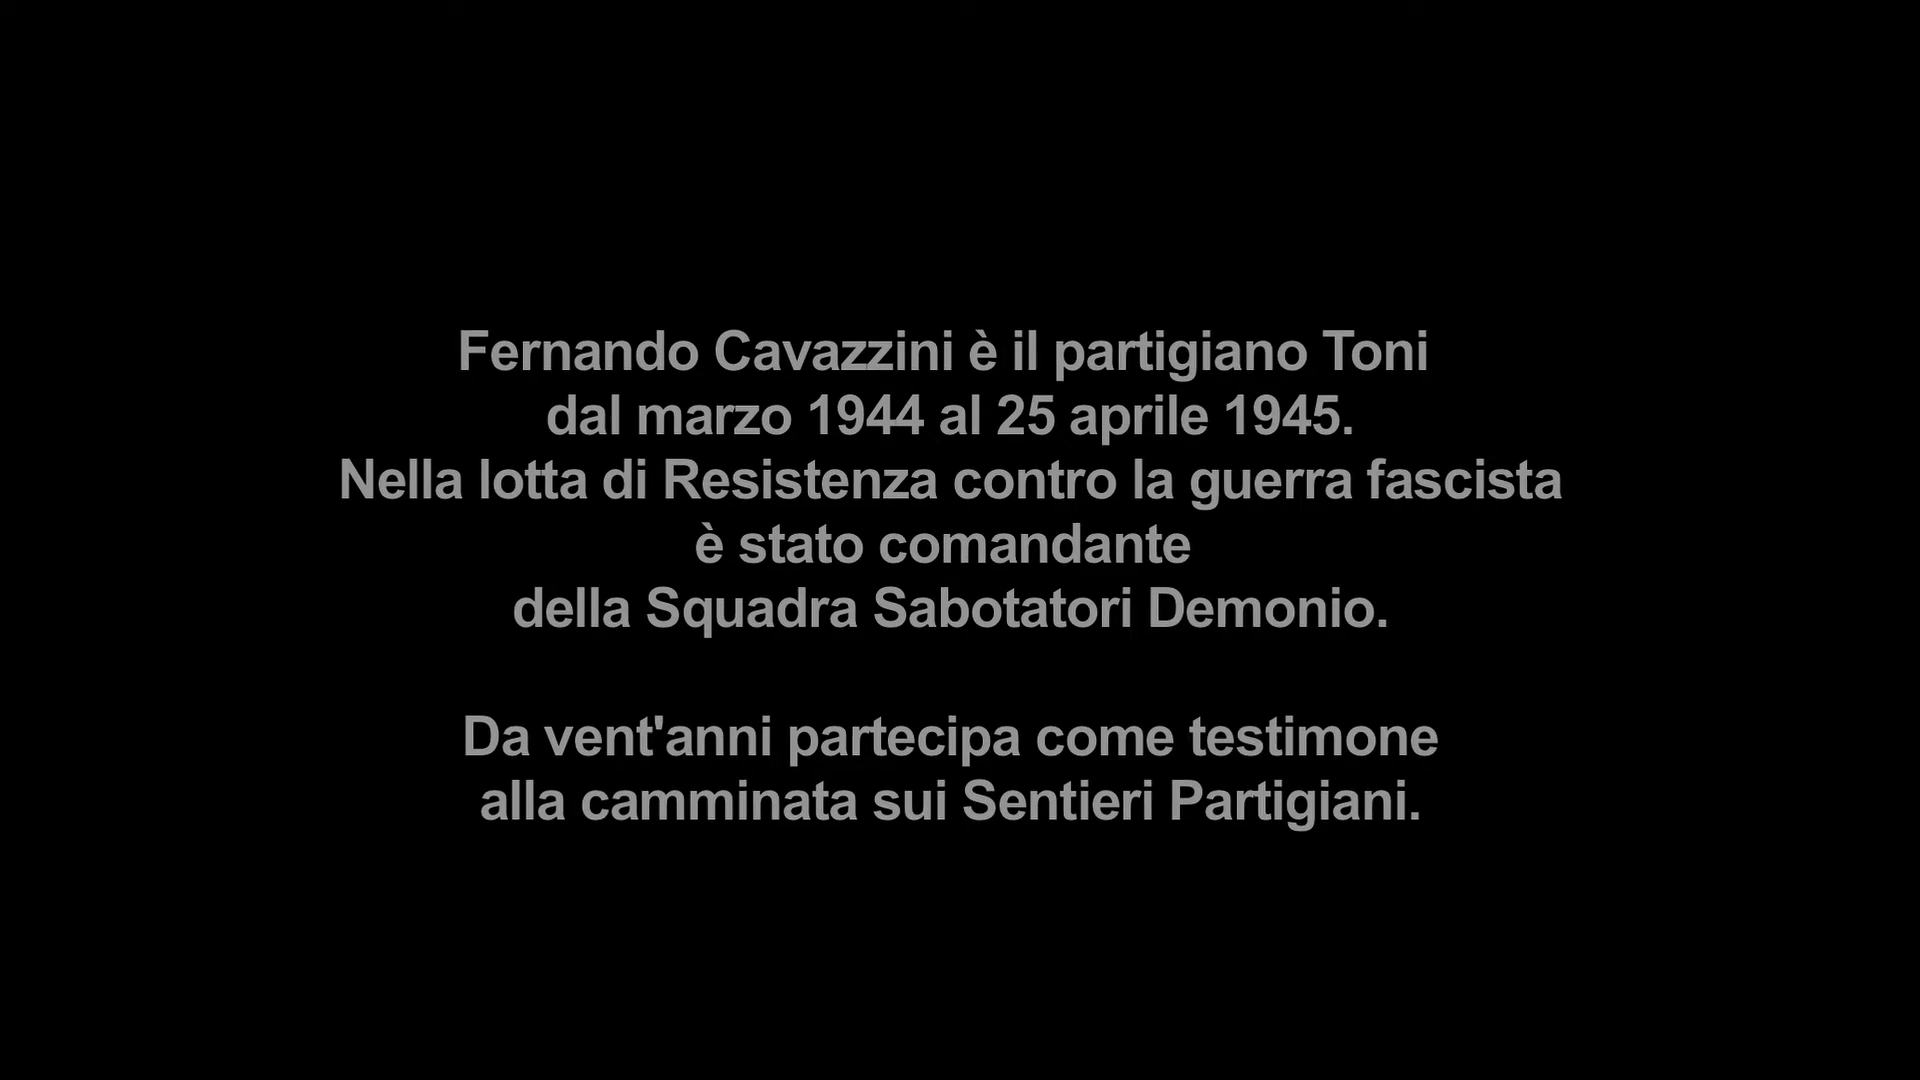 Fernando Cavazzini è il partigiano Toni
dal marzo 1944 al 25 aprile 1945.
Nella lotta di Resistenza contro la guerra fascista
è stato comandante
della Squadra Sabotatori Demonio.
Da vent'anni partecipa come testimone
alla camminata sui Sentieri Partigiani.